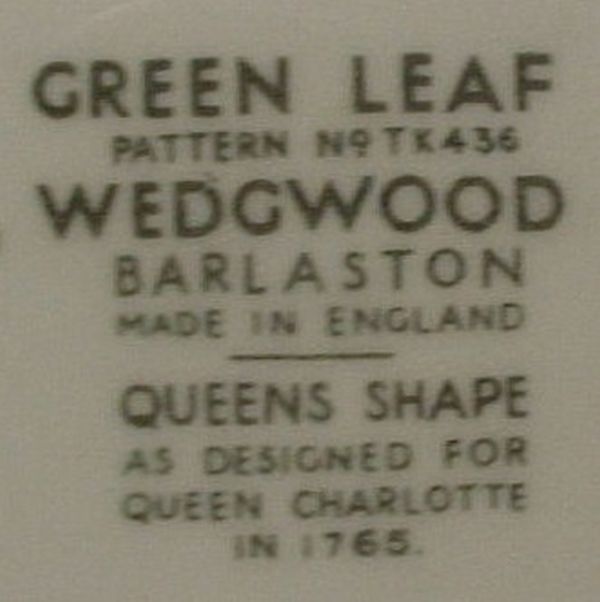 GREEN LEAF
PATTERN Nº TK436
WEDGWOOD
BARLASTON
MADE IN ENGLAND
QUEENS SHAPE
AS DESIGNED FOR
QUEEN CHARLOTTE
IN 1765.